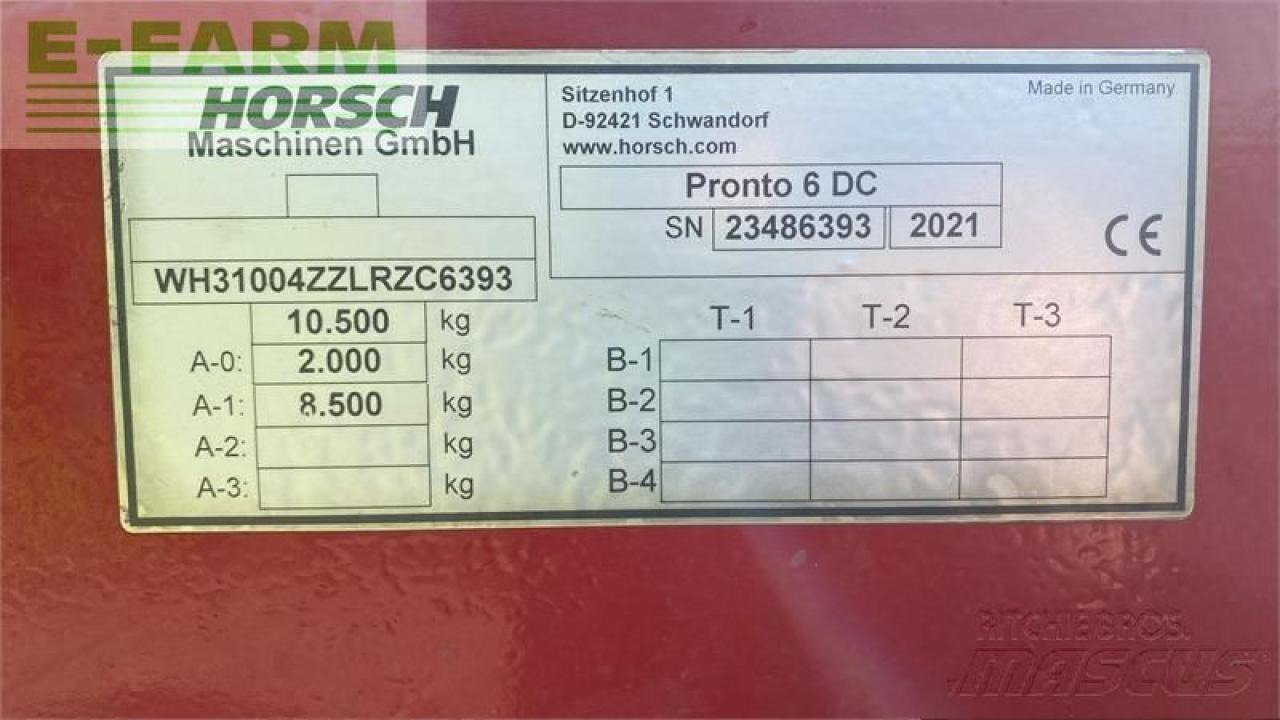 E-FARM
HORSCH
Maschinen GmbH
Sitzenhof 1
D-92421 Schwandorf
www.horsch.com
Made in Germany
Pronto 6 DC
SN 23486393 2021
CE
WH31004ZZLRZC6393
10.500 kg
A-0: 2.000 kg
A-1: 8.500 kg
A-2: kg
A-3: kg
T-1 T-2 T-3
B-1
B-2
B-3
B-4
RITCHIE BROS.
MASCUS